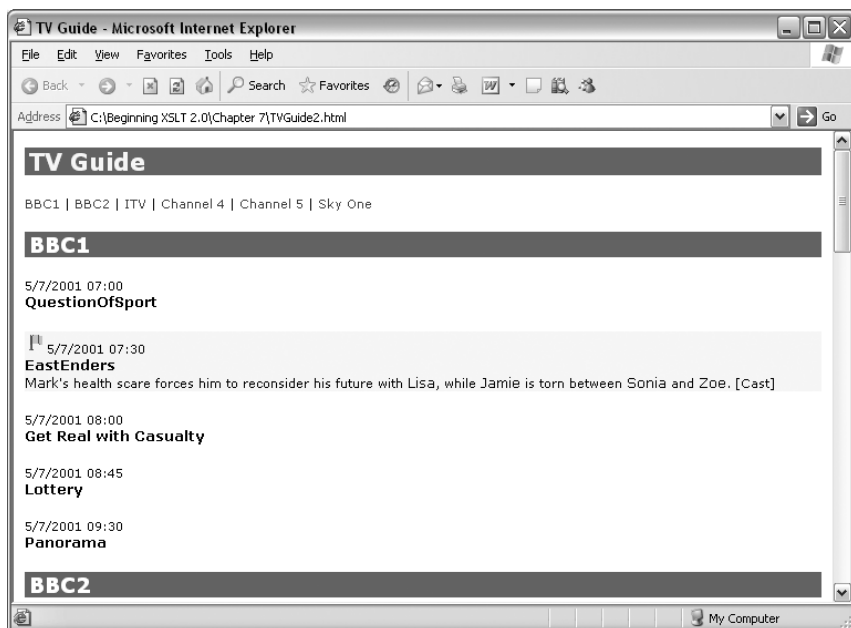 TV Guide - Microsoft Internet Explorer
File Edit View Favorites Tools Help
Back Search Favorites W
Address C:\Beginning XSLT 2.0\Chapter 7\TVGuide2.html Go
TV Guide
BBC1 | BBC2 | ITV | Channel 4 | Channel 5 | Sky One
BBC1
5/7/2001 07:00
QuestionOfSport
5/7/2001 07:30
EastEnders
Mark's health scare forces him to reconsider his future with Lisa, while Jamie is torn between Sonia and Zoe. [Cast]
5/7/2001 08:00
Get Real with Casualty
5/7/2001 08:45
Lottery
5/7/2001 09:30
Panorama
BBC2
My Computer